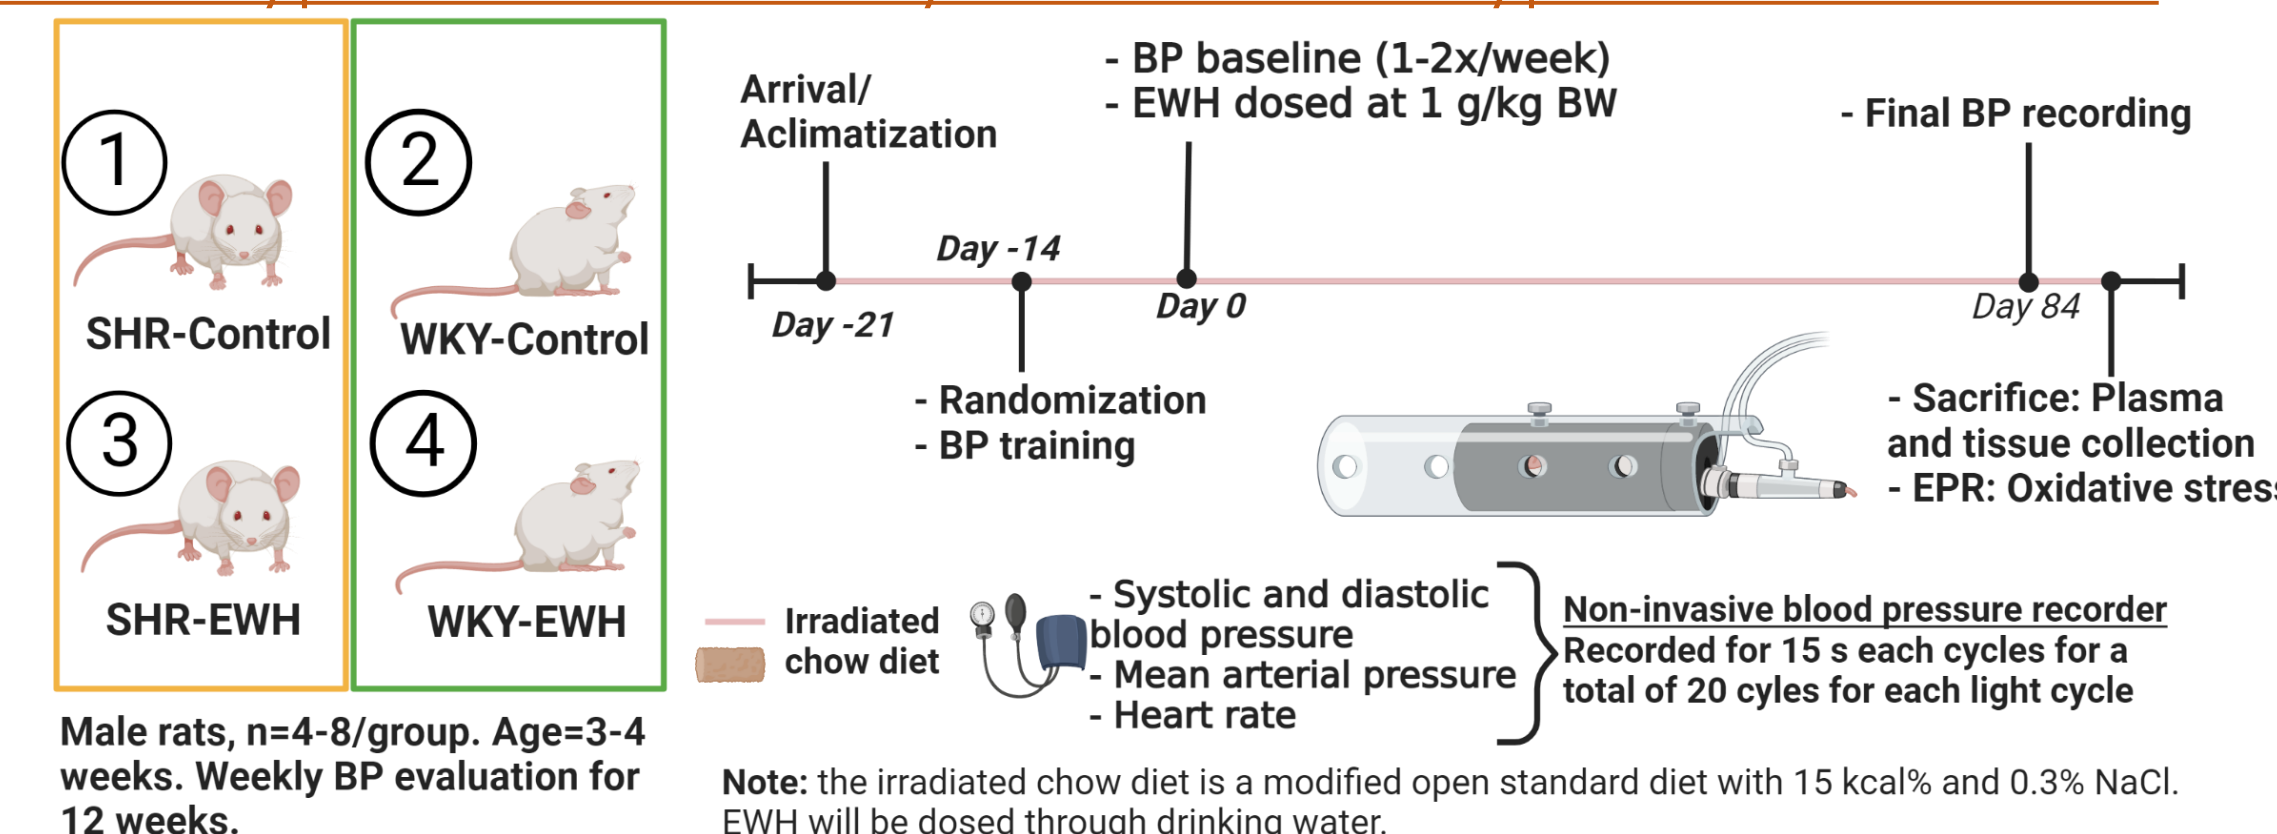 1
2
SHR-Control
WKY-Control
3
4
SHR-EWH
WKY-EWH
Male rats, n=4-8/group. Age=3-4
weeks. Weekly BP evaluation for
12 weeks.
Arrival/
Aclimatization
- BP baseline (1-2x/week)
- EWH dosed at 1 g/kg BW
- Final BP recording
Day -14
Day -21
Day 0
Day 84
- Randomization
- BP training
- Sacrifice: Plasma
and tissue collection
- EPR: Oxidative stres
Irradiated
chow diet
- Systolic and diastolic
blood pressure
- Mean arterial pressure
- Heart rate
Non-invasive blood pressure recorder
Recorded for 15 s each cycles for a
total of 20 cyles for each light cycle
Note: the irradiated chow diet is a modified open standard diet with 15 kcal% and 0.3% NaCl.
EWH will be dosed through drinking water.